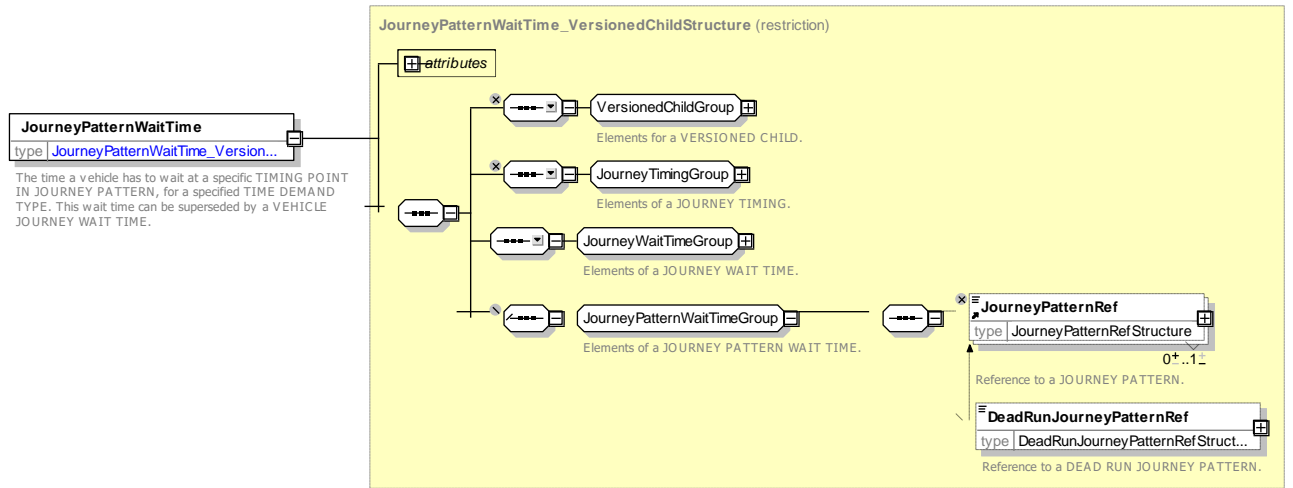 JourneyPatternWaitTime_VersionedChildStructure (restriction)
attributes
VersionedChildGroup
Elements for a VERSIONED CHILD.
JourneyPatternWaitTime
type JourneyPatternWaitTime_Version...
The time a vehicle has to wait at a specific TIMING POINT
IN JOURNEY PATTERN, for a specified TIME DEMAND
TYPE. This wait time can be superseded by a VEHICLE
JOURNEY WAIT TIME.
JourneyTimingGroup
Elements of a JOURNEY TIMING.
JourneyWaitTimeGroup
Elements of a JOURNEY WAIT TIME.
JourneyPatternWaitTimeGroup
Elements of a JOURNEY PATTERN WAIT TIME.
JourneyPatternRef
type JourneyPatternRefStructure
0..1
Reference to a JOURNEY PATTERN.
DeadRunJourneyPatternRef
type DeadRunJourneyPatternRefStruct...
Reference to a DEAD RUN JOURNEY PATTERN.